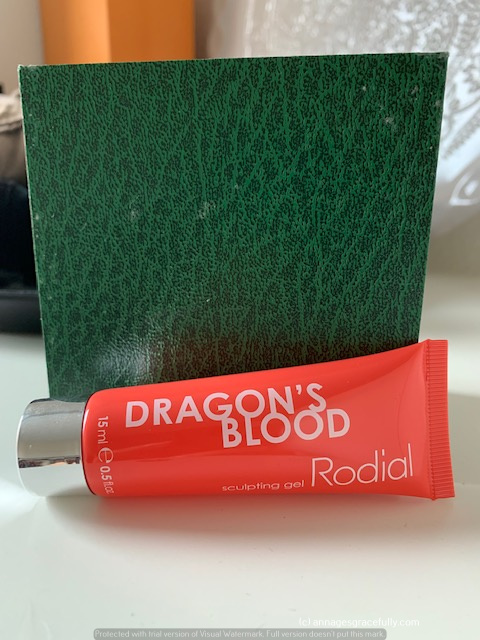 DRAGON'S
BLOOD
15 ml e 0.5 fl.oz
sculpting gel Rodial
(c) annagesgracefully.com
Protected with trial version of Visual Watermark. Full version doesn't put this mark.